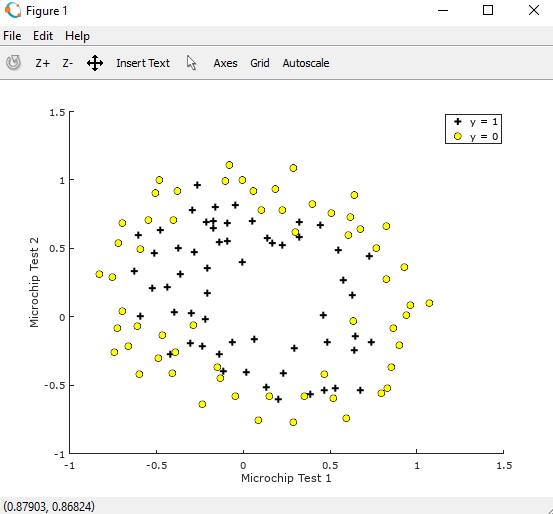 Figure 1
File Edit Help
Z+ Z- Insert Text Axes Grid Autoscale
1.5
y = 1
y = 0
1
0.5
Microchip Test 2
0
-0.5
-1
-1 -0.5 0 0.5 1 1.5
Microchip Test 1
(0.87903, 0.86824)